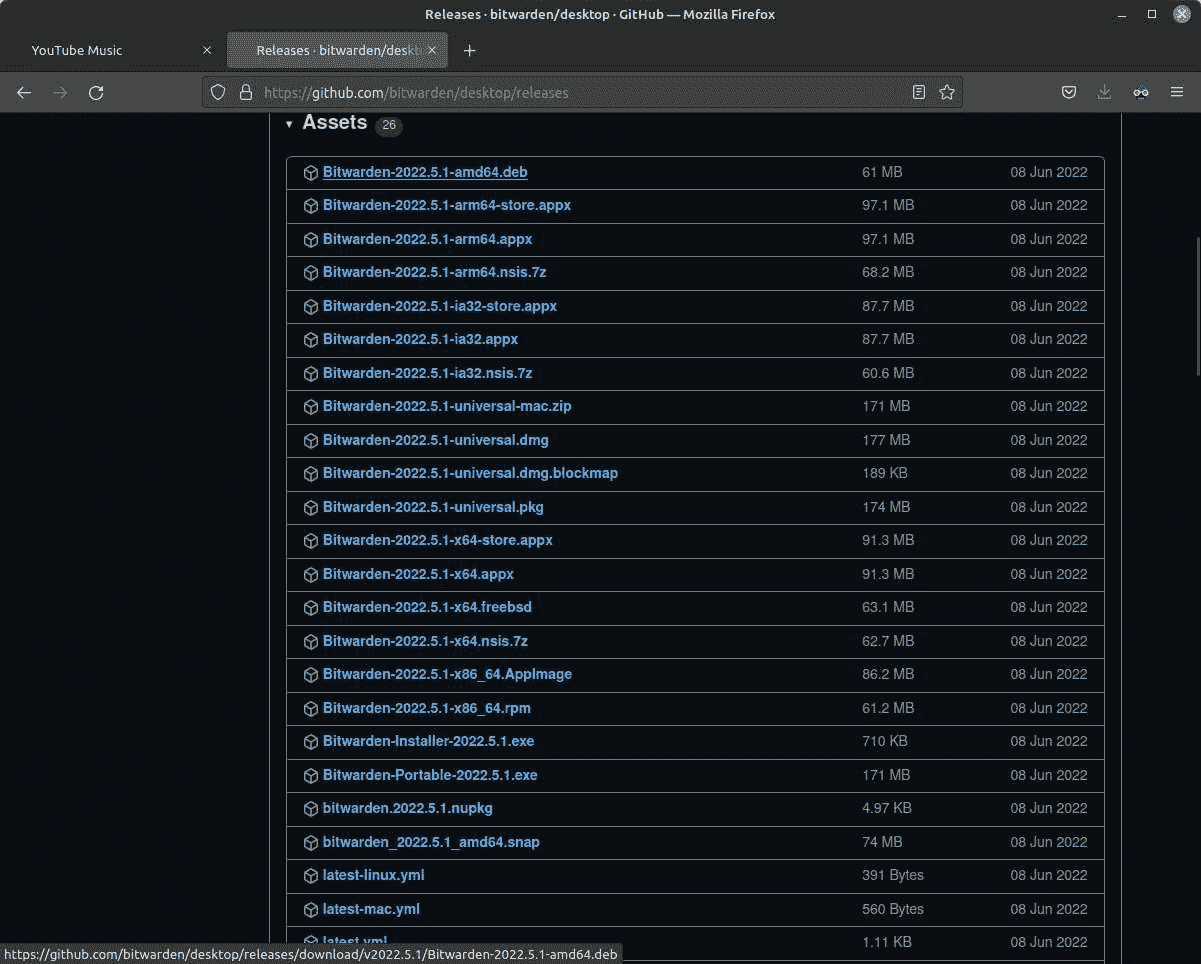 Releases · bitwarden/desktop · GitHub — Mozilla Firefox
YouTube Music
Releases · bitwarden/deskt
https://github.com/bitwarden/desktop/releases
Assets 26
Bitwarden-2022.5.1-amd64.deb 61 MB 08 Jun 2022
Bitwarden-2022.5.1-arm64-store.appx 97.1 MB 08 Jun 2022
Bitwarden-2022.5.1-arm64.appx 97.1 MB 08 Jun 2022
Bitwarden-2022.5.1-arm64.nsis.7z 68.2 MB 08 Jun 2022
Bitwarden-2022.5.1-ia32-store.appx 87.7 MB 08 Jun 2022
Bitwarden-2022.5.1-ia32.appx 87.7 MB 08 Jun 2022
Bitwarden-2022.5.1-ia32.nsis.7z 60.6 MB 08 Jun 2022
Bitwarden-2022.5.1-universal-mac.zip 171 MB 08 Jun 2022
Bitwarden-2022.5.1-universal.dmg 177 MB 08 Jun 2022
Bitwarden-2022.5.1-universal.dmg.blockmap 189 KB 08 Jun 2022
Bitwarden-2022.5.1-universal.pkg 174 MB 08 Jun 2022
Bitwarden-2022.5.1-x64-store.appx 91.3 MB 08 Jun 2022
Bitwarden-2022.5.1-x64.appx 91.3 MB 08 Jun 2022
Bitwarden-2022.5.1-x64.freebsd 63.1 MB 08 Jun 2022
Bitwarden-2022.5.1-x64.nsis.7z 62.7 MB 08 Jun 2022
Bitwarden-2022.5.1-x86_64.AppImage 86.2 MB 08 Jun 2022
Bitwarden-2022.5.1-x86_64.rpm 61.2 MB 08 Jun 2022
Bitwarden-Installer-2022.5.1.exe 710 KB 08 Jun 2022
Bitwarden-Portable-2022.5.1.exe 171 MB 08 Jun 2022
bitwarden.2022.5.1.nupkg 4.97 KB 08 Jun 2022
bitwarden_2022.5.1_amd64.snap 74 MB 08 Jun 2022
latest-linux.yml 391 Bytes 08 Jun 2022
latest-mac.yml 560 Bytes 08 Jun 2022
latest.yml 1.11 KB 08 Jun 2022
https://github.com/bitwarden/desktop/releases/download/v2022.5.1/Bitwarden-2022.5.1-amd64.deb